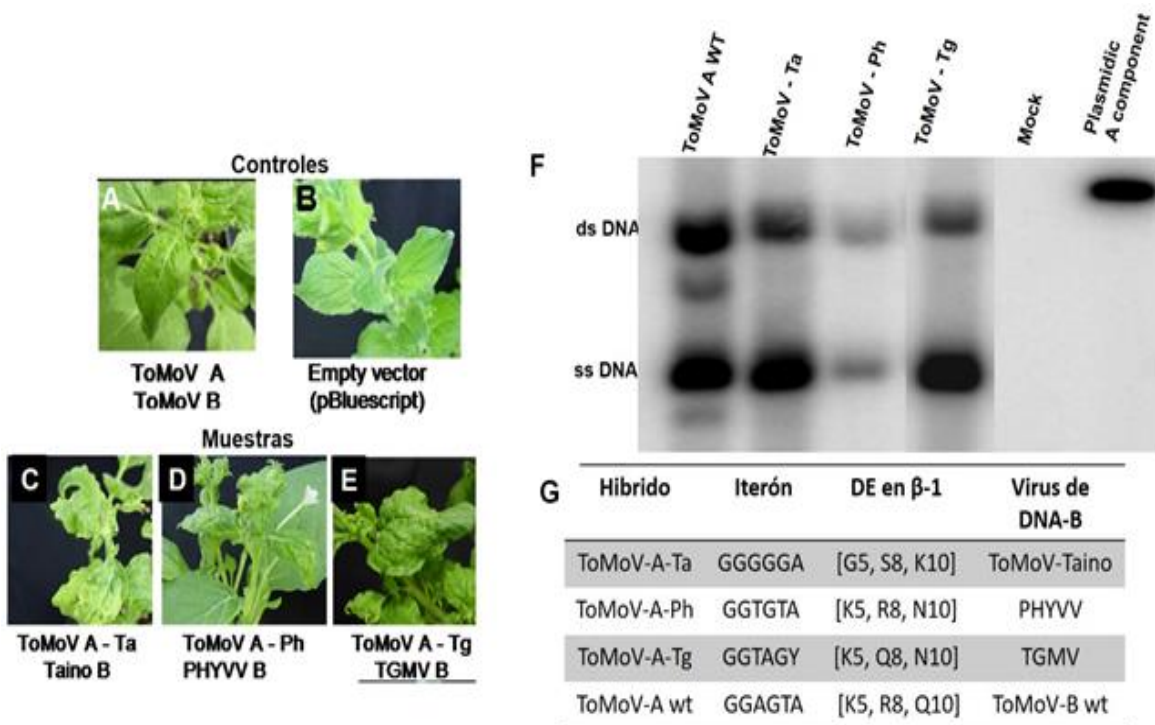 Controles
A
B
ToMoV A
ToMoV B
Empty vector
(pBluescript)
Muestras
C
D
E
ToMoV A - Ta
Taino B
ToMoV A - Ph
PHYVV B
ToMoV A - Tg
TGMV B
F
ToMoV A WT
ToMoV - Ta
ToMoV - Ph
ToMoV - Tg
Mock
Plasmidic
A component
ds DNA
ss DNA
G
Hibrido Iterón DE en β-1 Virus de
DNA-B
ToMoV-A-Ta GGGGGA [G5, S8, K10] ToMoV-Taino
ToMoV-A-Ph GGTGTA [K5, R8, N10] PHYVV
ToMoV-A-Tg GGTAGY [K5, Q8, N10] TGMV
ToMoV-A wt GGAGTA [K5, R8, Q10] ToMoV-B wt